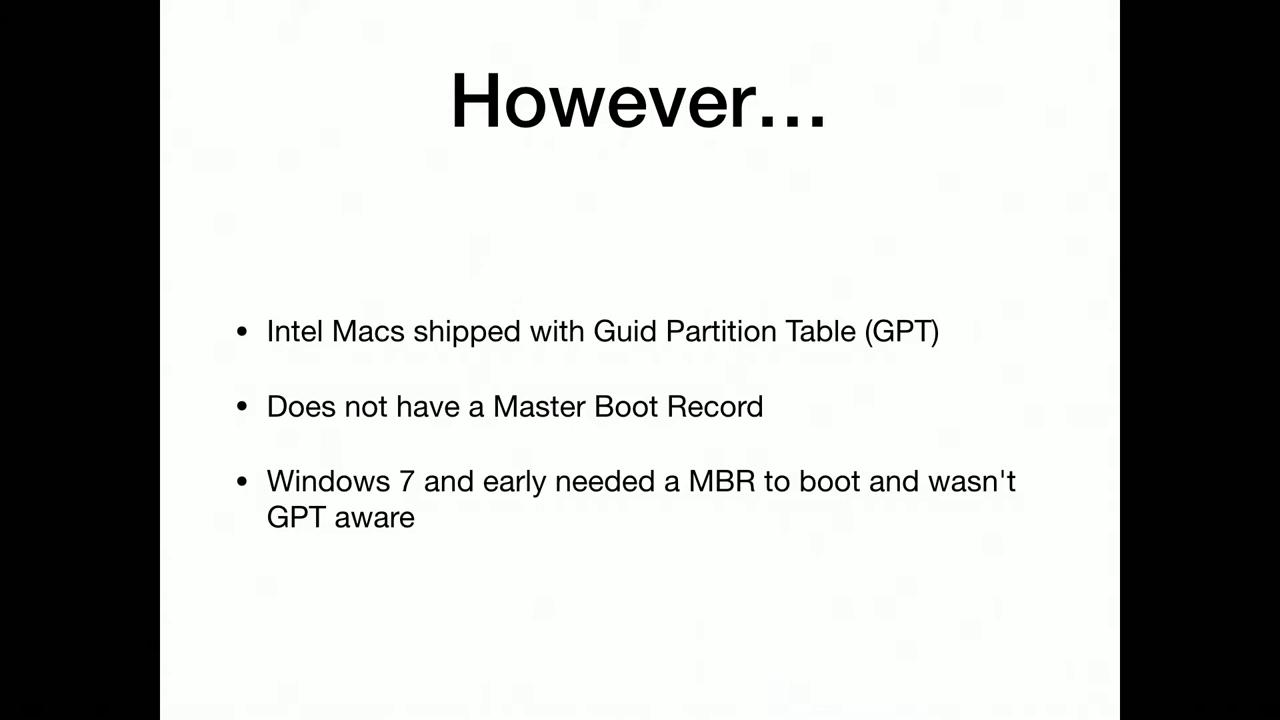 However...
• Intel Macs shipped with Guid Partition Table (GPT)
• Does not have a Master Boot Record
• Windows 7 and early needed a MBR to boot and wasn't
GPT aware